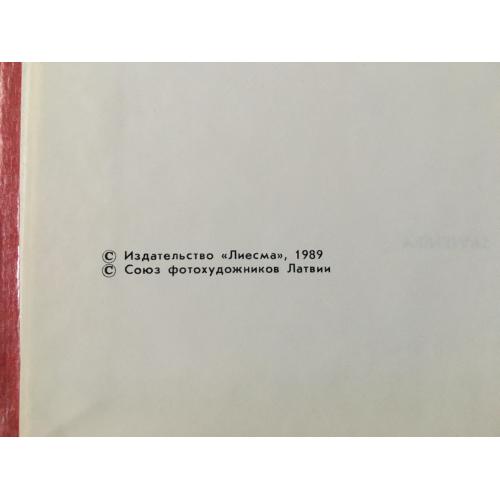 © Издательство «Лиесма», 1989
© Союз фотохудожников Латвии